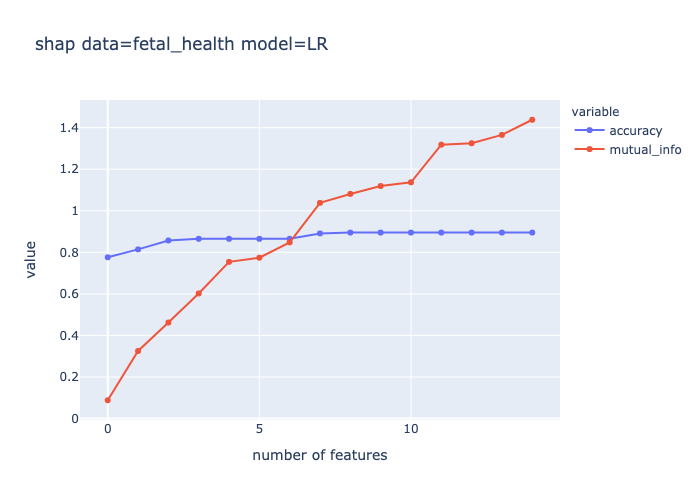 shap data=fetal_health model=LR
variable
accuracy
mutual_info
value
1.4
1.2
1
0.8
0.6
0.4
0.2
0
0
5
10
number of features